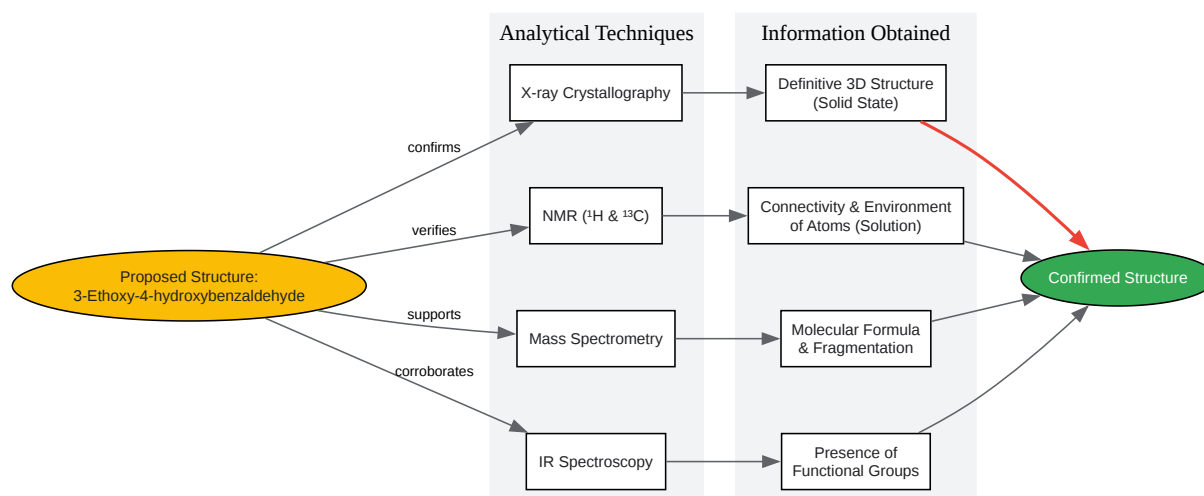 Analytical Techniques
Information Obtained
X-ray Crystallography
Definitive 3D Structure
(Solid State)
confirms
NMR (¹H & ¹³C)
Connectivity & Environment
of Atoms (Solution)
verifies
Proposed Structure:
3-Ethoxy-4-hydroxybenzaldehyde
Confirmed Structure
supports
Mass Spectrometry
Molecular Formula
& Fragmentation
corroborates
IR Spectroscopy
Presence of
Functional Groups